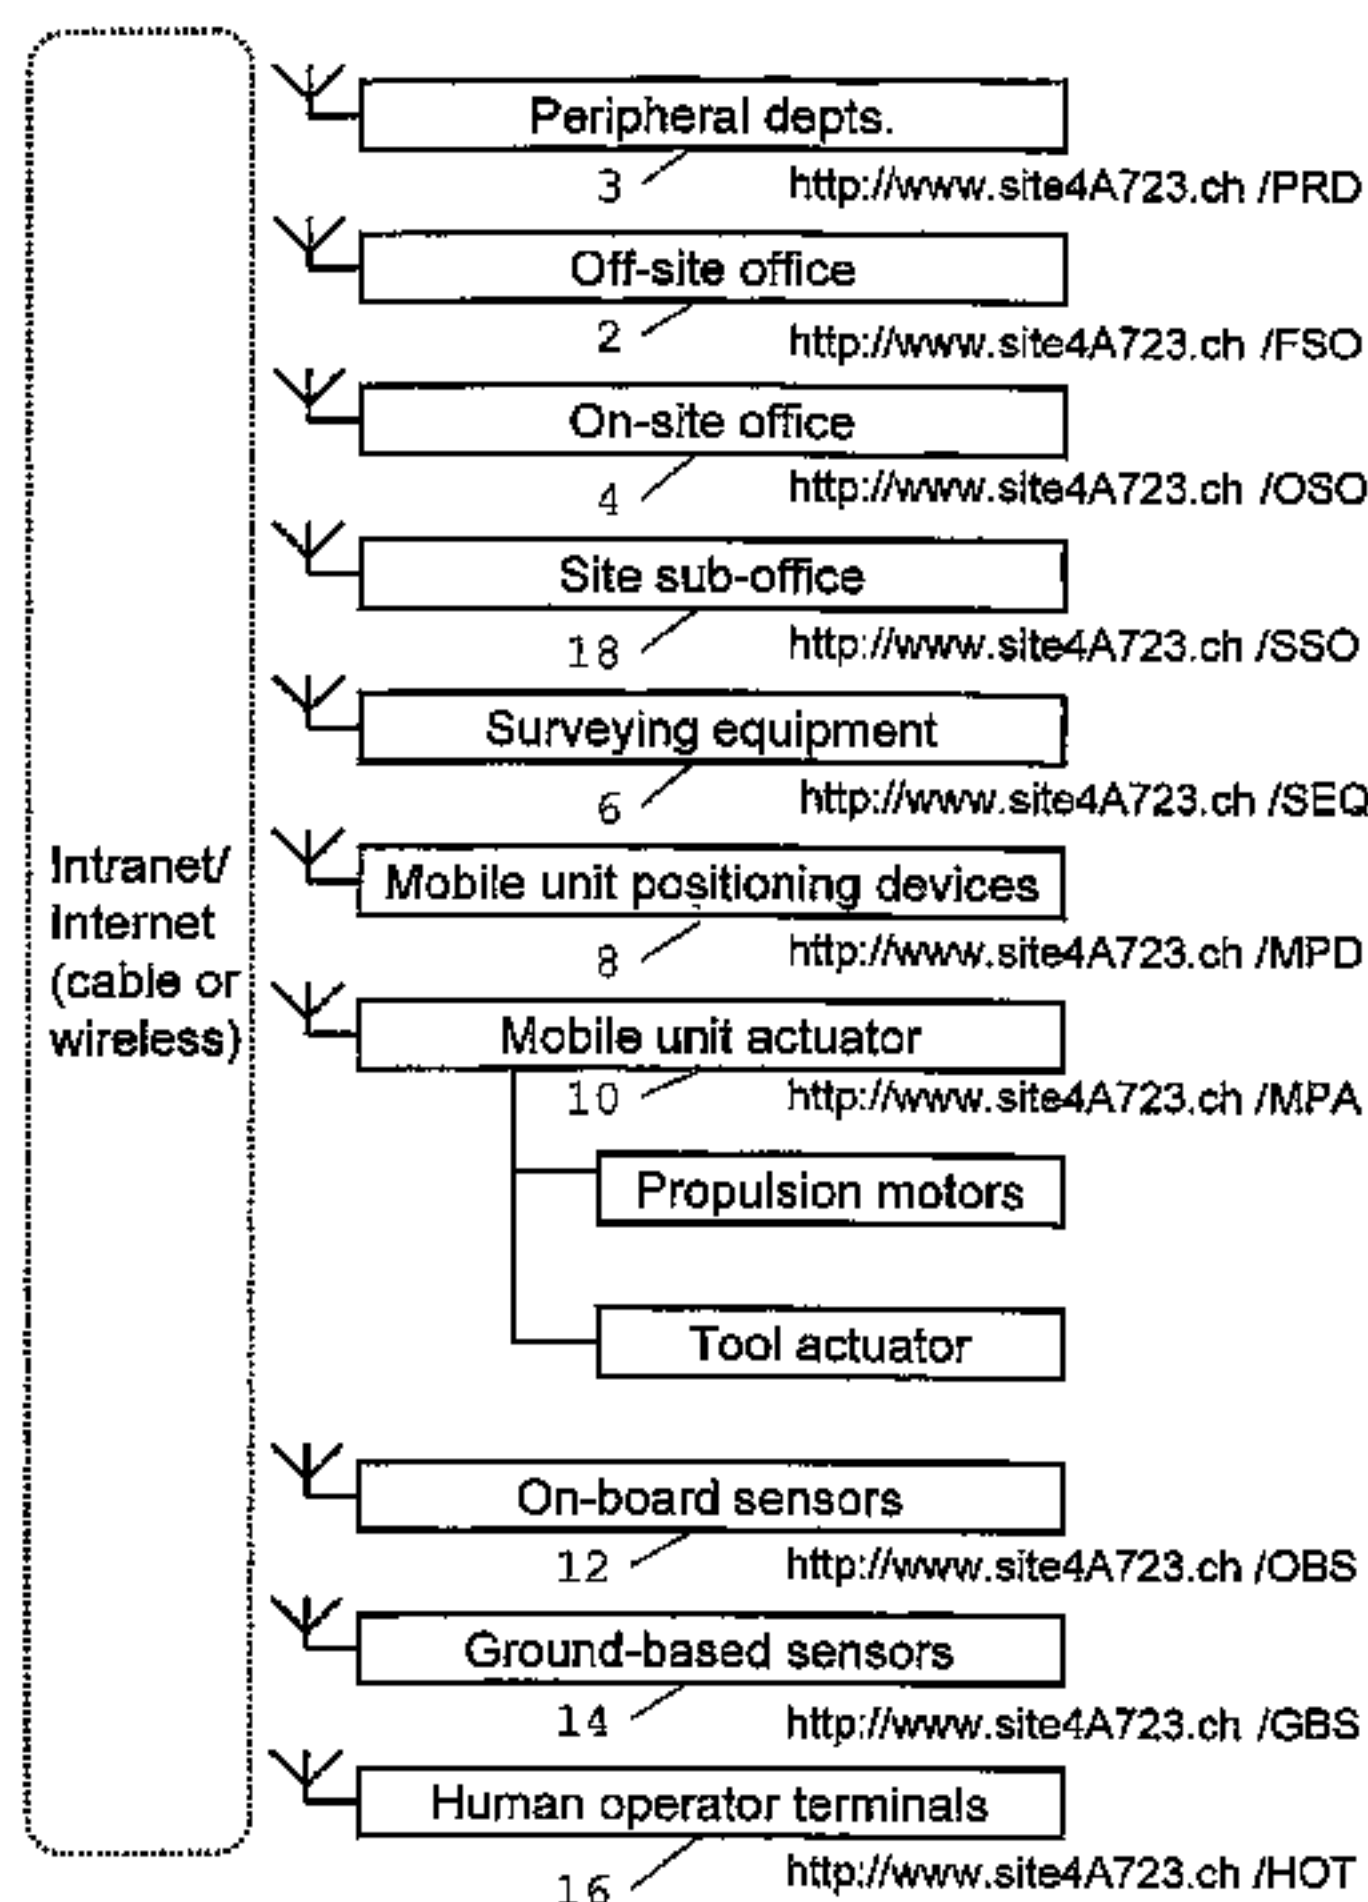 Peripheral depts.
3
http://www.site4A723.ch /PRD
Off-site office
2
http://www.site4A723.ch /FSO
On-site office
4
http://www.site4A723.ch /OSO
Site sub-office
18
http://www.site4A723.ch /SSO
Surveying equipment
6
http://www.site4A723.ch /SEQ
Intranet/
Internet
(cable or
wireless)
Mobile unit positioning devices
8
http://www.site4A723.ch /MPD
Mobile unit actuator
10
http://www.site4A723.ch /MPA
Propulsion motors
Tool actuator
On-board sensors
12
http://www.site4A723.ch /OBS
Ground-based sensors
14
http://www.site4A723.ch /GBS
Human operator terminals
16
http://www.site4A723.ch /HOT